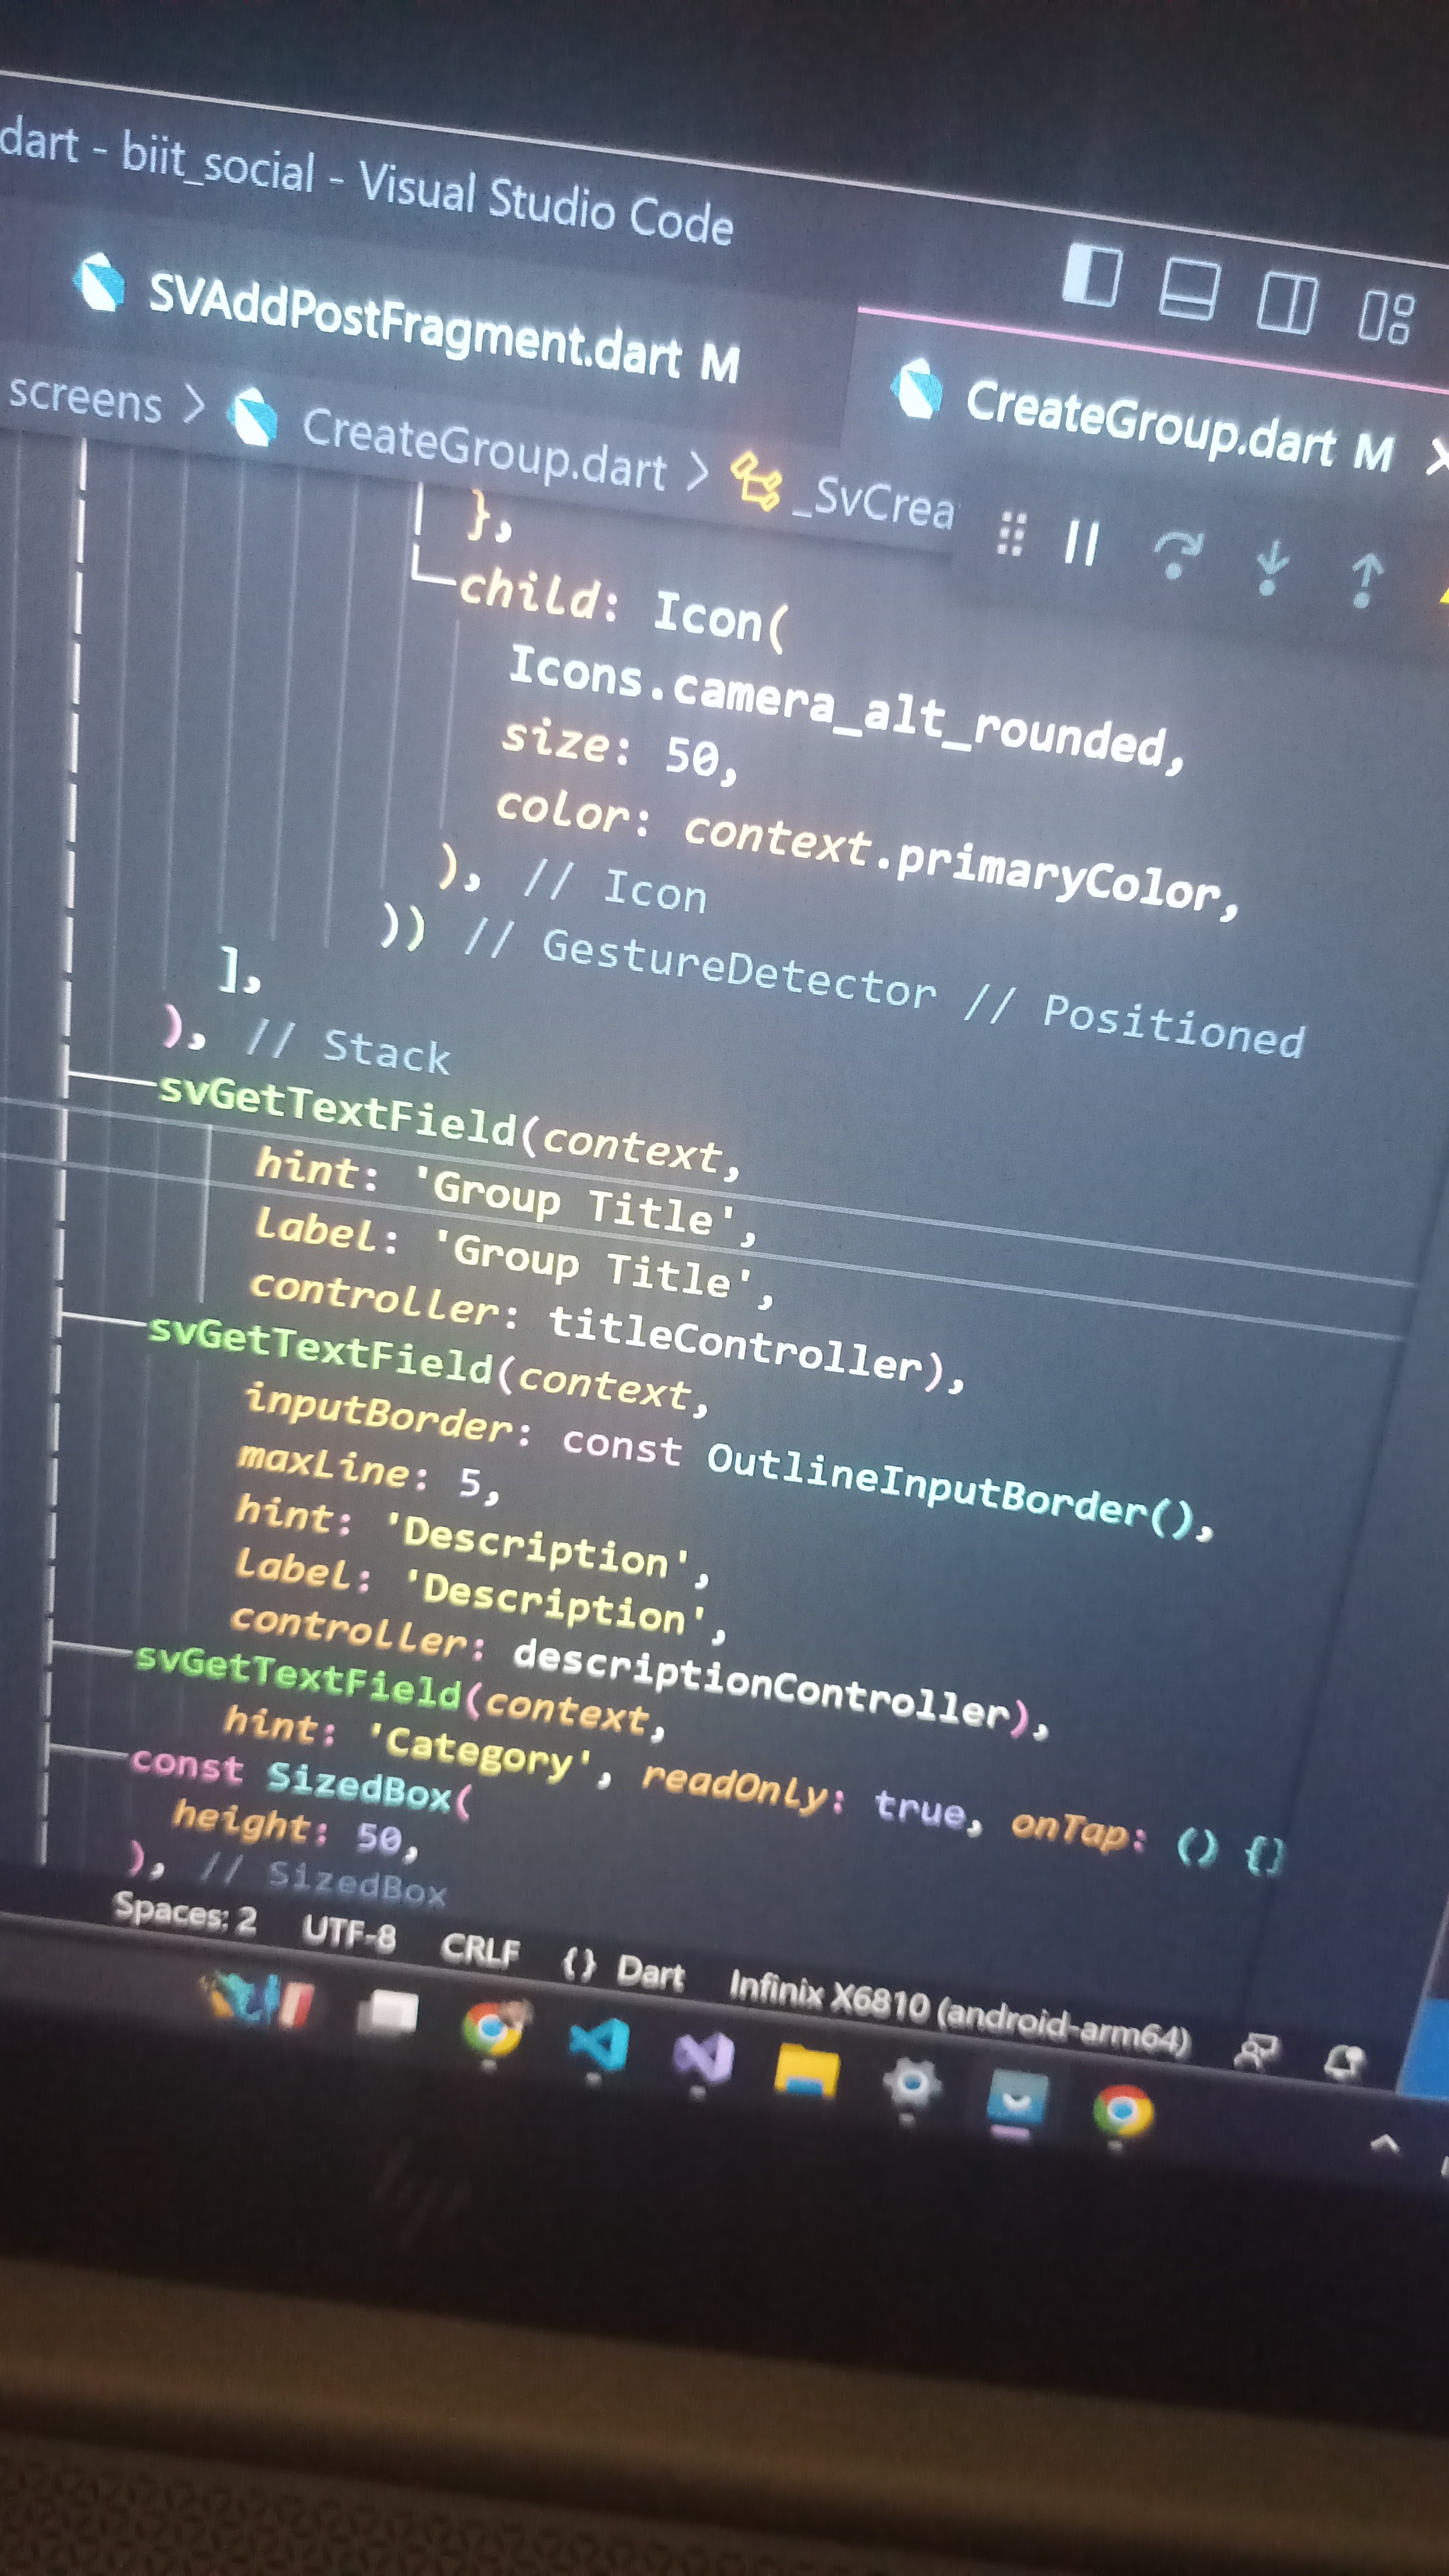 dart - biit_social - Visual Studio Code
SVAddPostFragment.dart M
CreateGroup.dart M
screens > CreateGroup.dart > _SvCrea
},
child: Icon(
Icons.camera_alt_rounded,
size: 50,
color: context.primaryColor,
), // Icon
)) // GestureDetector // Positioned
],
), // Stack
svGetTextField(context,
hint: 'Group Title',
label: 'Group Title',
controller: titleController),
svGetTextField(context,
inputBorder: const OutlineInputBorder(),
maxLine: 5,
hint: 'Description',
label: 'Description',
controller: descriptionController),
svGetTextField(context,
hint: 'Category', readOnly: true, onTap: () {}
const SizedBox(
height: 50,
), // SizedBox
Spaces: 2 UTF-8 CRLF {} Dart Infinix X6810 (android-arm64)